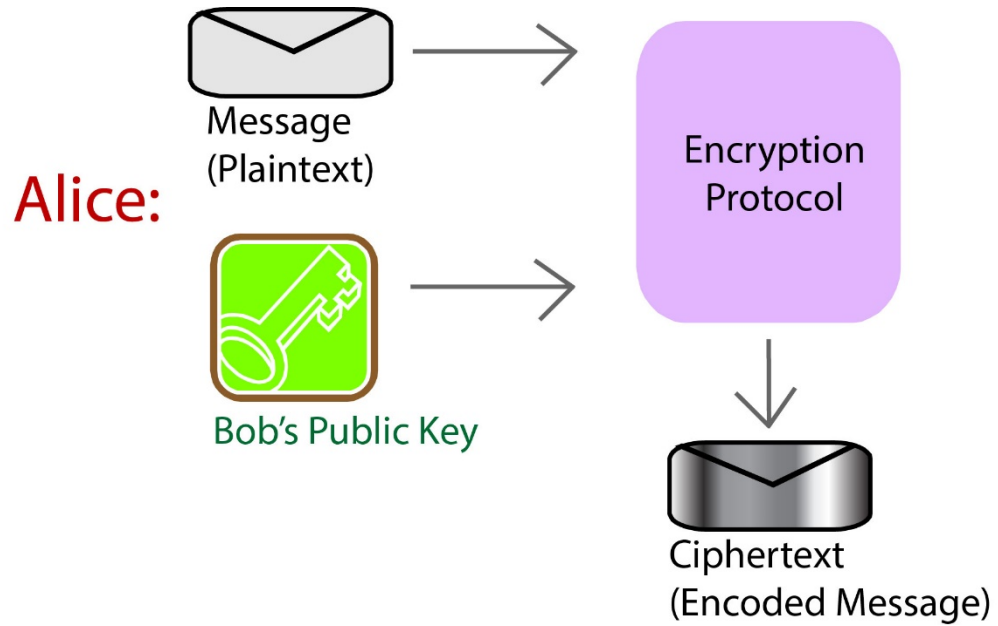 Message
(Plaintext)
Alice:
Encryption
Protocol
Bob's Public Key
Ciphertext
(Encoded Message)